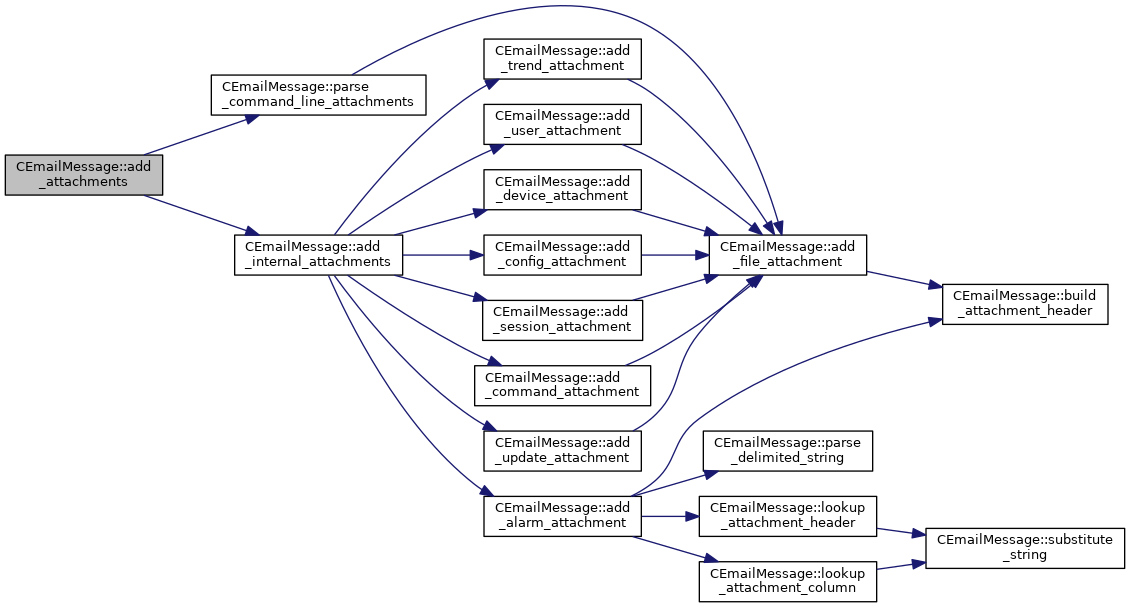 CEmailMessage::add
_attachments
CEmailMessage::parse
_command_line_attachments
CEmailMessage::add
_internal_attachments
CEmailMessage::add
_trend_attachment
CEmailMessage::add
_user_attachment
CEmailMessage::add
_device_attachment
CEmailMessage::add
_config_attachment
CEmailMessage::add
_session_attachment
CEmailMessage::add
_command_attachment
CEmailMessage::add
_update_attachment
CEmailMessage::add
_alarm_attachment
CEmailMessage::add
_file_attachment
CEmailMessage::parse
_delimited_string
CEmailMessage::lookup
_attachment_header
CEmailMessage::lookup
_attachment_column
CEmailMessage::build
_attachment_header
CEmailMessage::substitute
_string